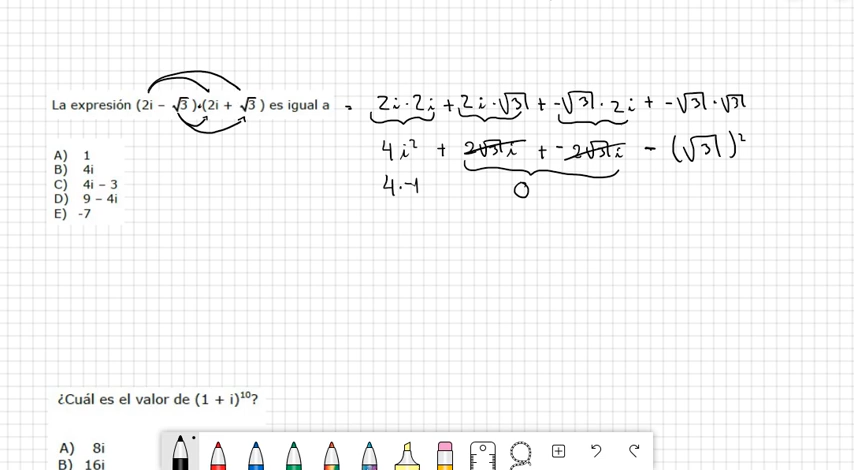 La expresión (2i − √3)•(2i + √3) es igual a = 2i·2i + 2i·√3 + -√3·2i + -√3·√3
4i² + 2√3i + -2√3i - (√3)²
4·-1 0
A) 1
B) 4i
C) 4i − 3
D) 9 − 4i
E) -7
¿Cuál es el valor de (1 + i)¹⁰?
A) 8i
B) 16i